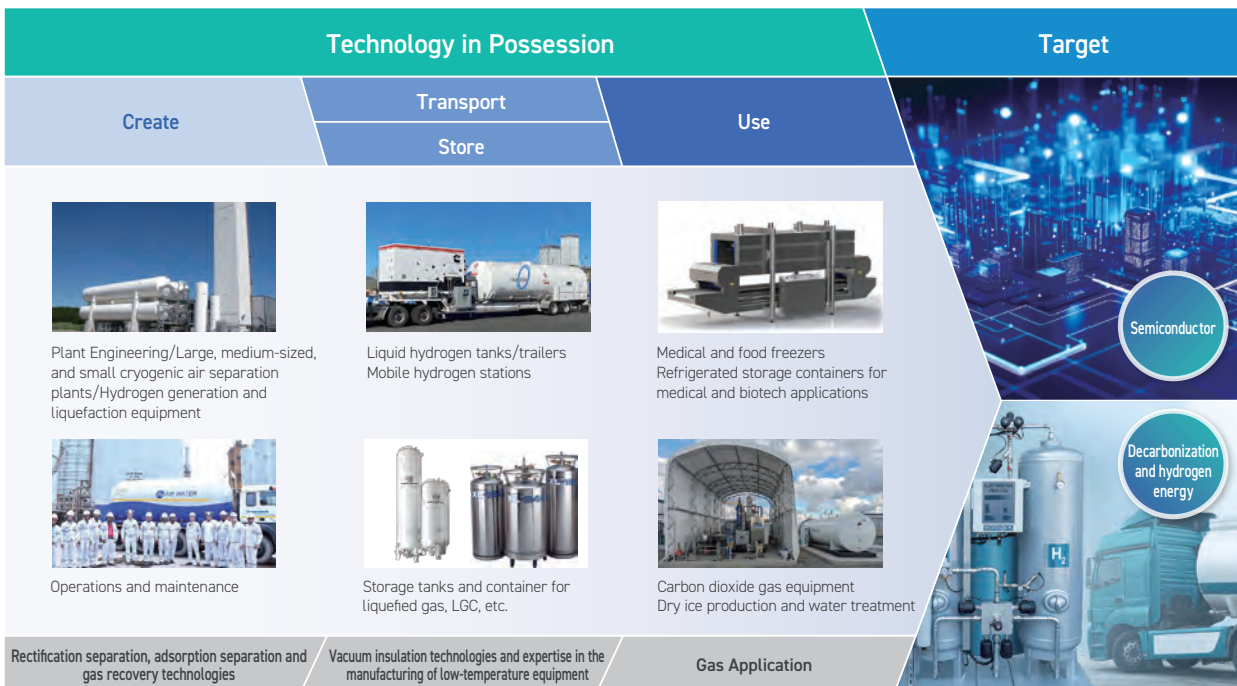 Technology in Possession
Target
Create
Transport
Store
Use
Plant Engineering/Large, medium-sized,
and small cryogenic air separation
plants/Hydrogen generation and
liquefaction equipment
Liquid hydrogen tanks/trailers
Mobile hydrogen stations
Medical and food freezers
Refrigerated storage containers for
medical and biotech applications
Semiconductor
AIR WATER
Operations and maintenance
Storage tanks and container for
liquefied gas, LGC, etc.
Carbon dioxide gas equipment
Dry ice production and water treatment
Decarbonization
and hydrogen
energy
H₂
Rectification separation, adsorption separation and
gas recovery technologies
Vacuum insulation technologies and expertise in the
manufacturing of low-temperature equipment
Gas Application